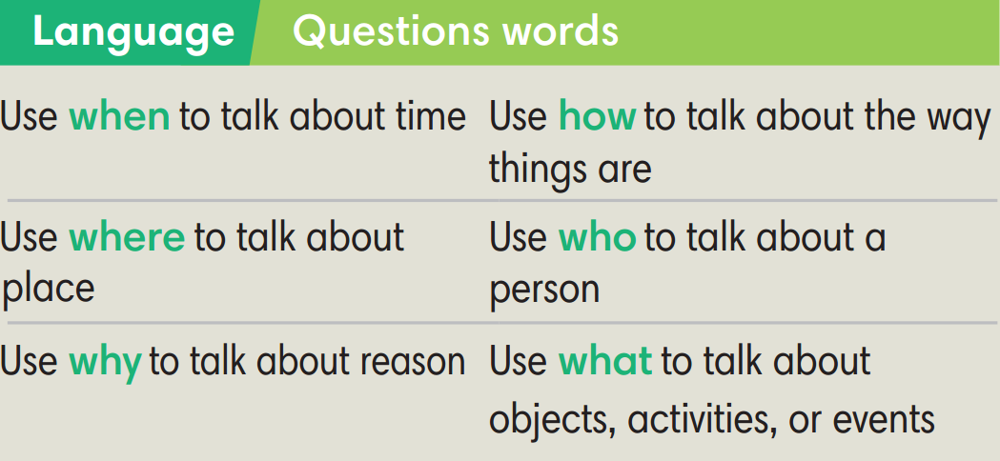 Language Questions words
Use when to talk about time
Use how to talk about the way
things are
Use where to talk about
place
Use who to talk about a
person
Use why to talk about reason
Use what to talk about
objects, activities, or events